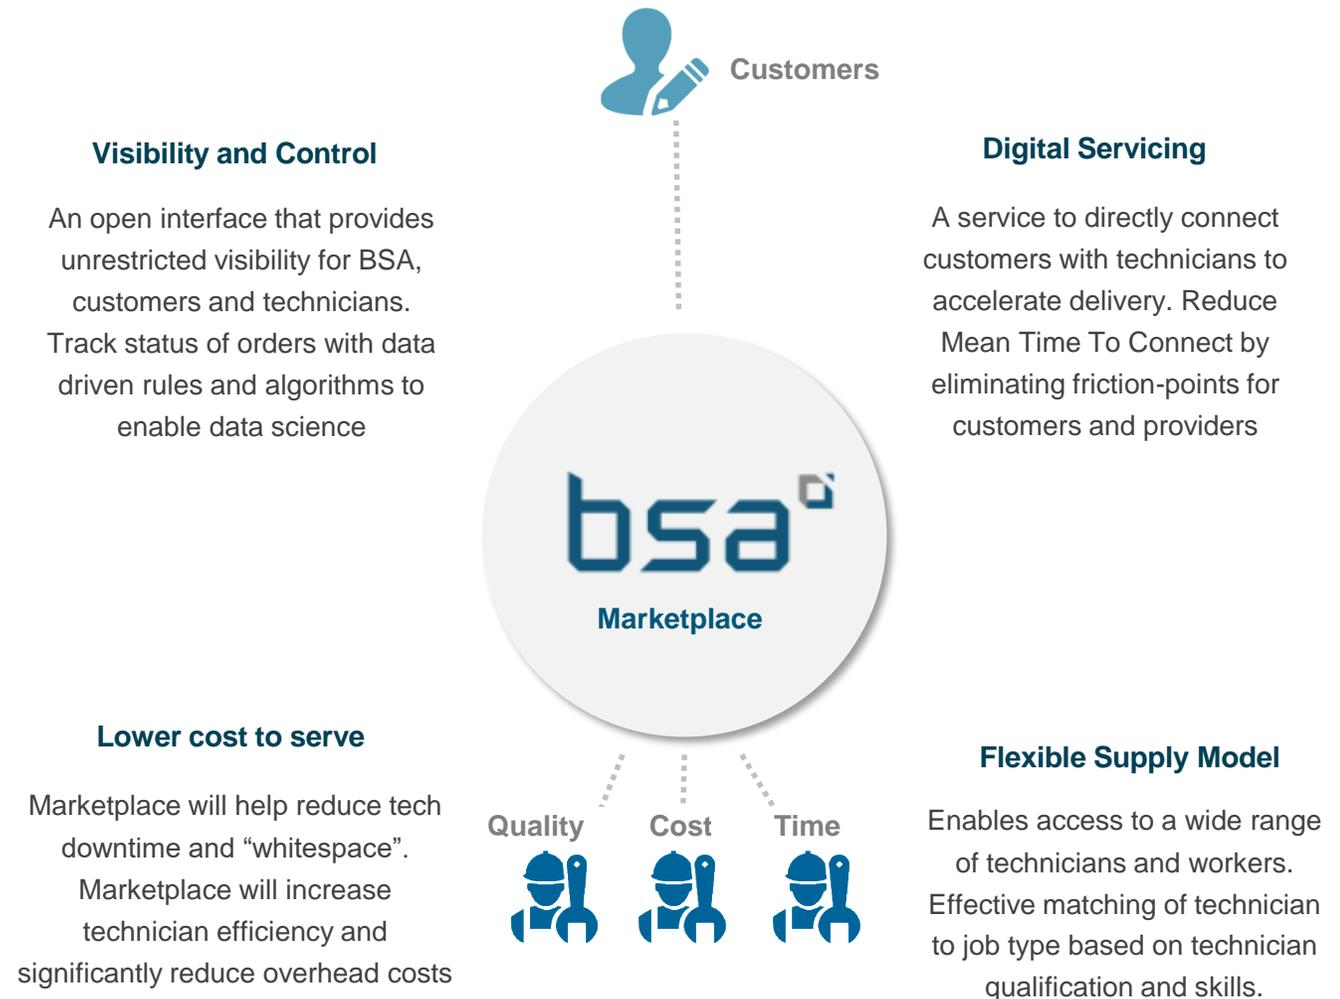 Customers
Visibility and Control
An open interface that provides
unrestricted visibility for BSA,
customers and technicians.
Track status of orders with data
driven rules and algorithms to
enable data science
Digital Servicing
A service to directly connect
customers with technicians to
accelerate delivery. Reduce
Mean Time To Connect by
eliminating friction-points for
customers and providers
bsa
Marketplace
Lower cost to serve
Marketplace will help reduce tech
downtime and “whitespace”.
Marketplace will increase
technician efficiency and
significantly reduce overhead costs
Quality Cost Time
Flexible Supply Model
Enables access to a wide range
of technicians and workers.
Effective matching of technician
to job type based on technician
qualification and skills.